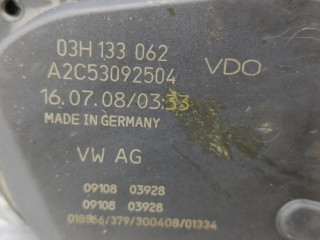 03H 133 062
A2C53092504 VDO
16.07.08/03:33
MADE IN GERMANY
VW AG
09108 03928
09108 03928
018566/379/300408/01334